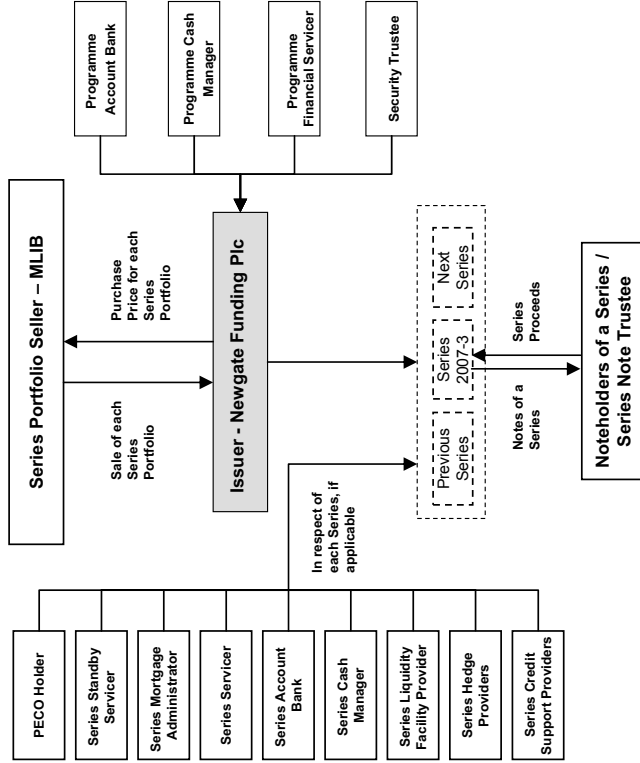 Series Portfolio Seller – MLIB
Sale of each
Series
Portfolio
Purchase
Price for each
Series
Portfolio
Issuer - Newgate Funding Plc
Programme
Account Bank
Programme Cash
Manager
Programme
Financial Servicer
Security Trustee
PECO Holder
Series Standby
Servicer
Series Mortgage
Administrator
Series Servicer
Series Account
Bank
Series Cash
Manager
Series Liquidity
Facility Provider
Series Hedge
Providers
Series Credit
Support Providers
In respect of
each Series, if
applicable
Previous
Series
Series
2007-3
Next
Series
Notes of a
Series
Series
Proceeds
Noteholders of a Series /
Series Note Trustee